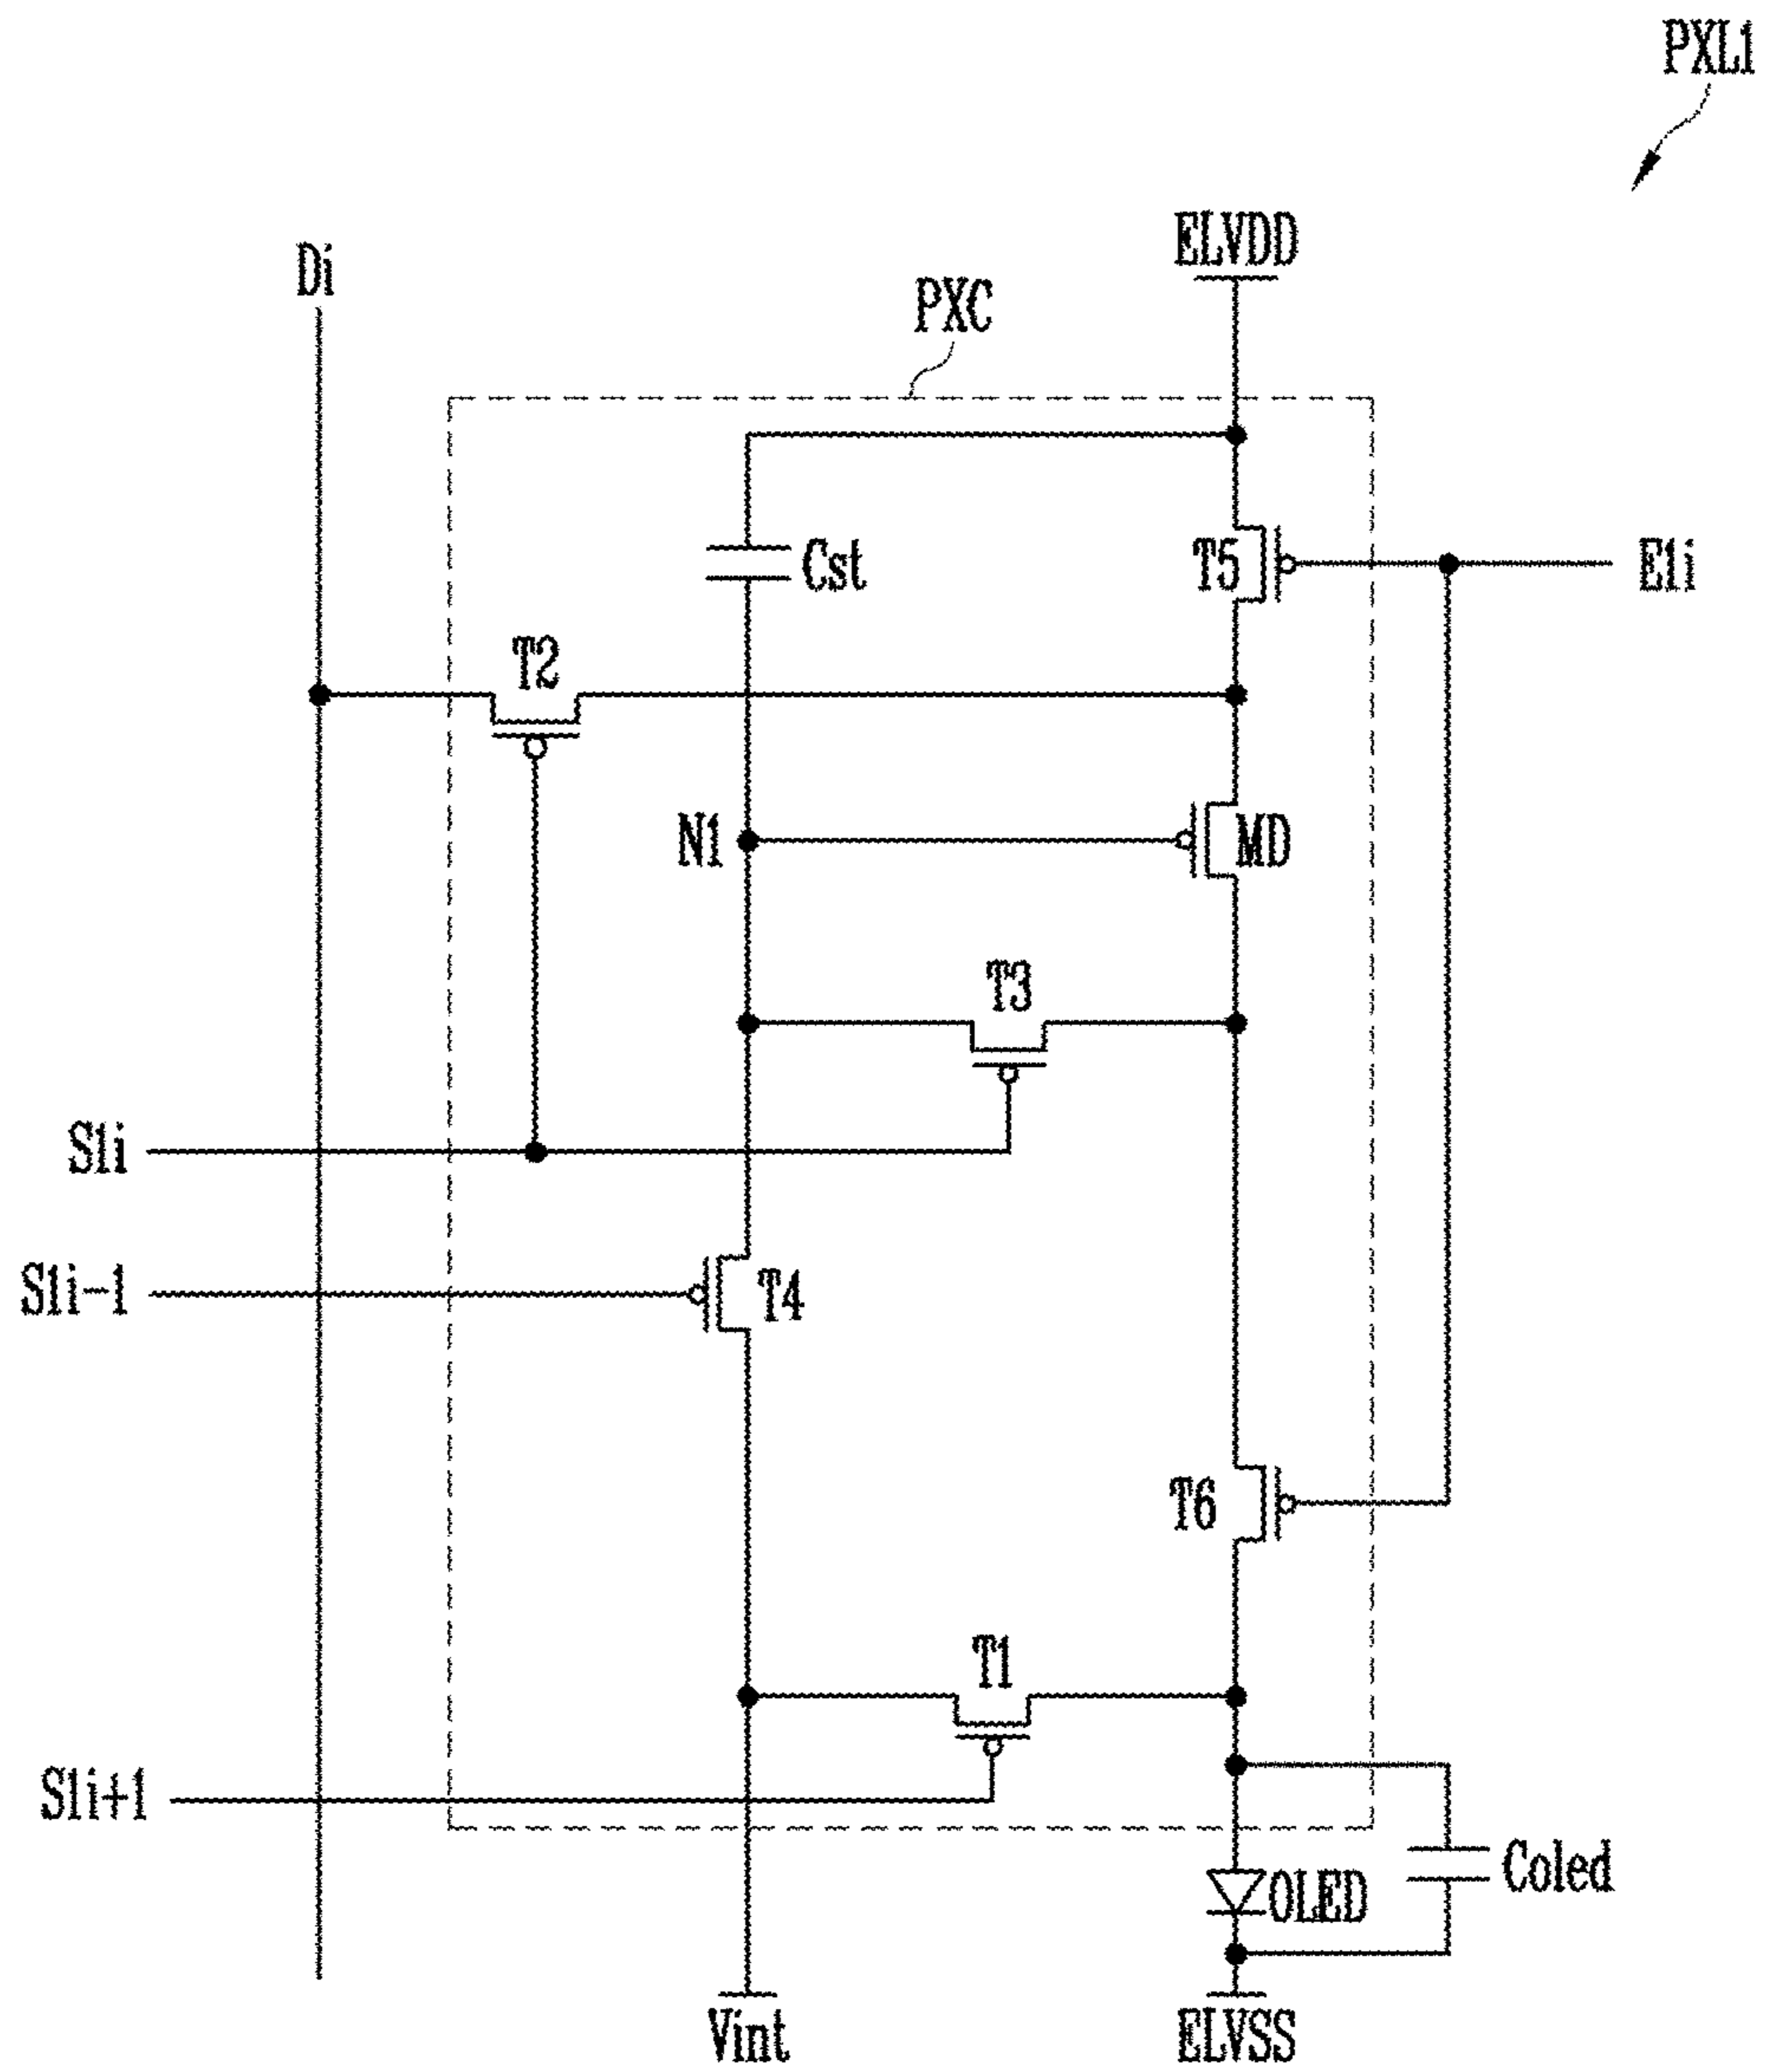 PXL1
ELVDD
Di
PXC
Cst
T5
E1i
T2
N1
MD
T3
S1i
S1i-1
T4
T6
T1
S1i+1
Coled
OLED
Vint
ELVSS